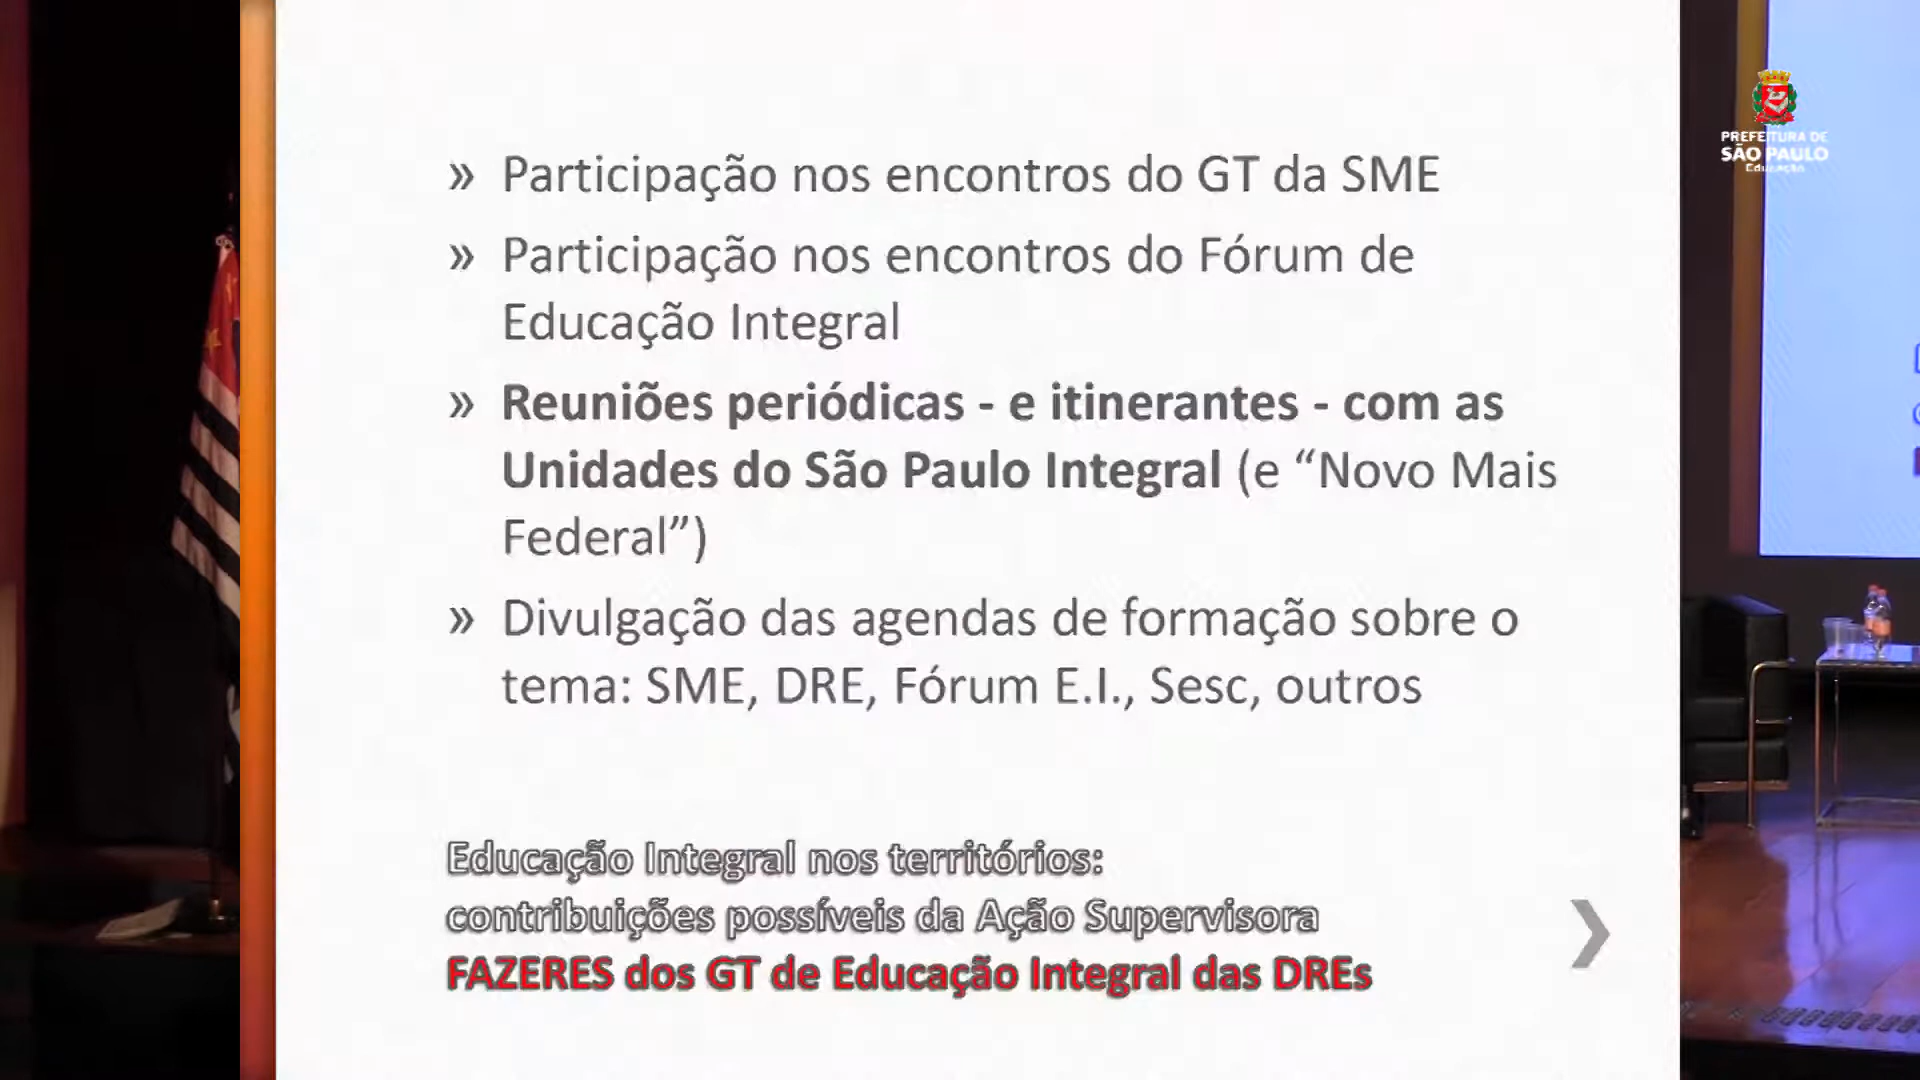 » Participação nos encontros do GT da SME
» Participação nos encontros do Fórum de
Educação Integral
» Reuniões periódicas - e itinerantes - com as
Unidades do São Paulo Integral (e “Novo Mais
Federal”)
» Divulgação das agendas de formação sobre o
tema: SME, DRE, Fórum E.I., Sesc, outros
Educação Integral nos territórios:
contribuições possíveis da Ação Supervisora
FAZERES dos GT de Educação Integral das DREs
PREFEITURA DE
SÃO PAULO
Educação